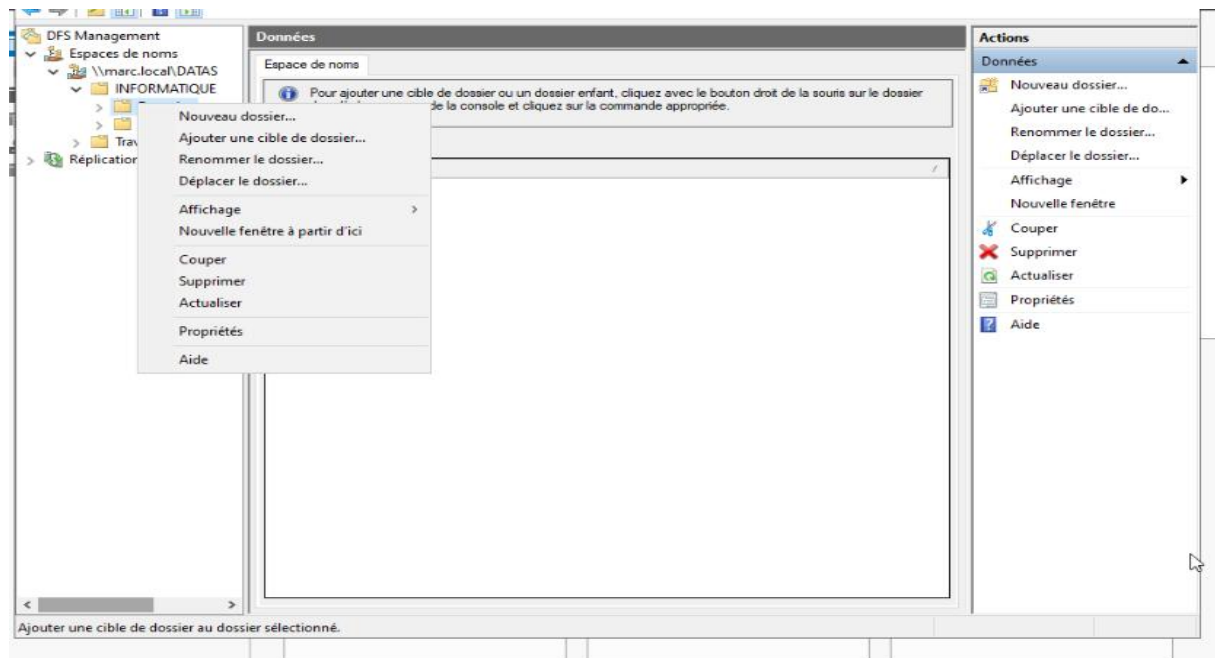 DFS Management
Espaces de noms
\\marc.local\DATAS
INFORMATIQUE
Trav
Réplication
Données
Espace de noms
Pour ajouter une cible de dossier ou un dossier enfant, cliquez avec le bouton droit de la souris sur le dossier
de la console et cliquez sur la commande appropriée.
Nouveau dossier...
Ajouter une cible de dossier...
Renommer le dossier...
Déplacer le dossier...
Affichage
Nouvelle fenêtre à partir d'ici
Couper
Supprimer
Actualiser
Propriétés
Aide
Actions
Données
Nouveau dossier...
Ajouter une cible de do...
Renommer le dossier...
Déplacer le dossier...
Affichage
Nouvelle fenêtre
Couper
Supprimer
Actualiser
Propriétés
Aide
Ajouter une cible de dossier au dossier sélectionné.